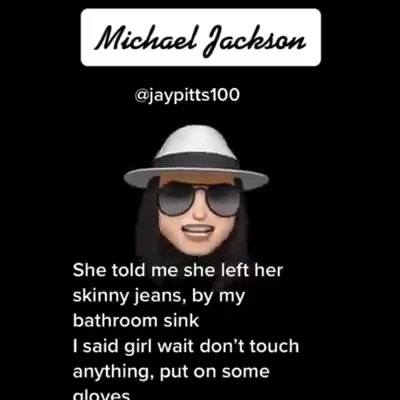 Michael Jackson
@jaypitts100
She told me she left her
skinny jeans, by my
bathroom sink
I said girl wait don't touch
anything, put on some
gloves